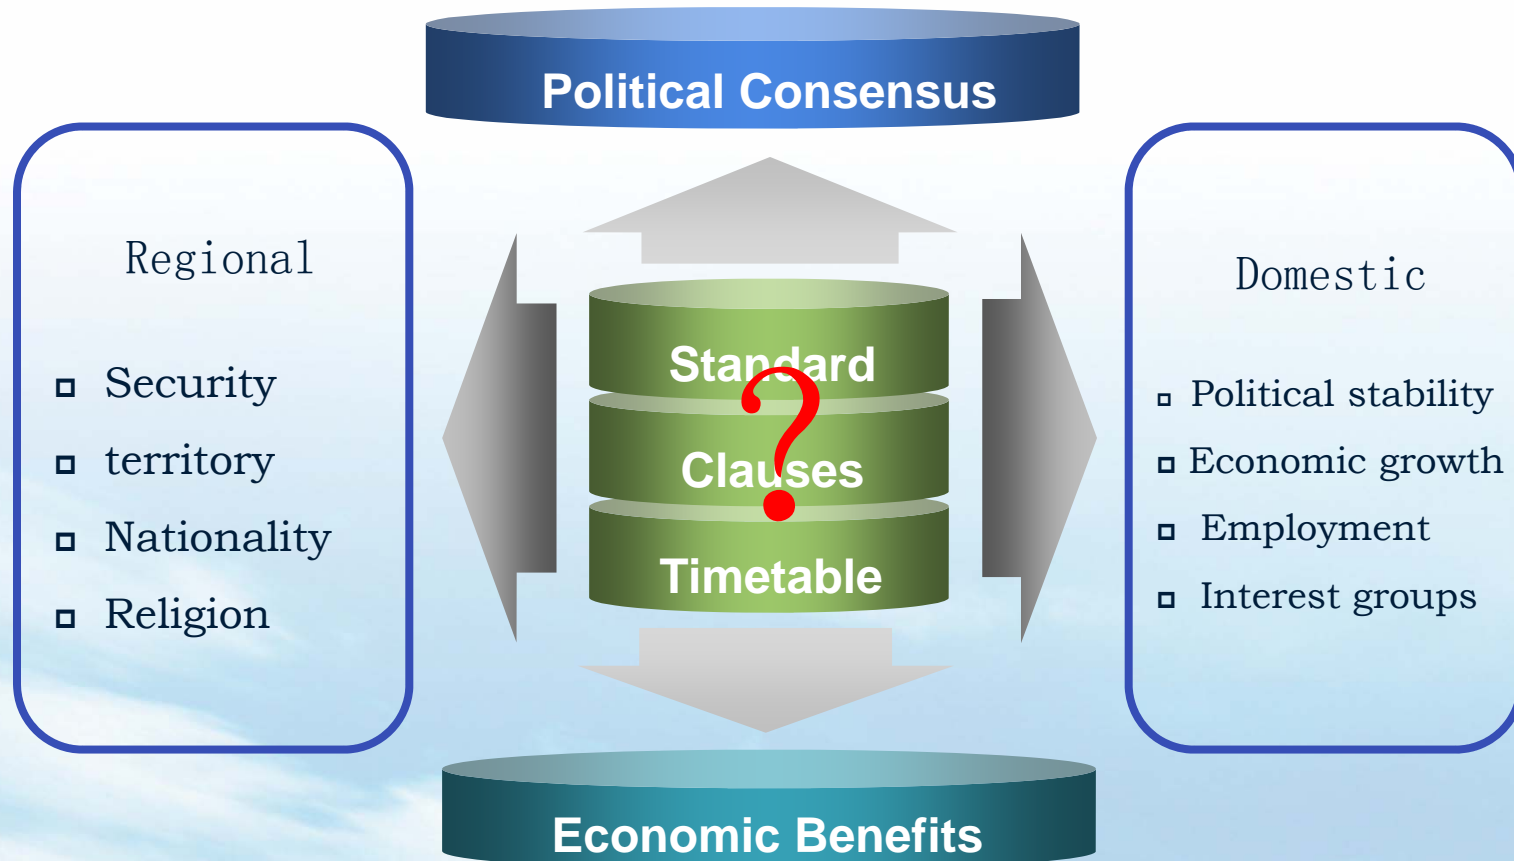 Political Consensus
Regional
Security
territory
Nationality
Religion
Standard
Clauses
Timetable
?
Domestic
Political stability
Economic growth
Employment
Interest groups
Economic Benefits